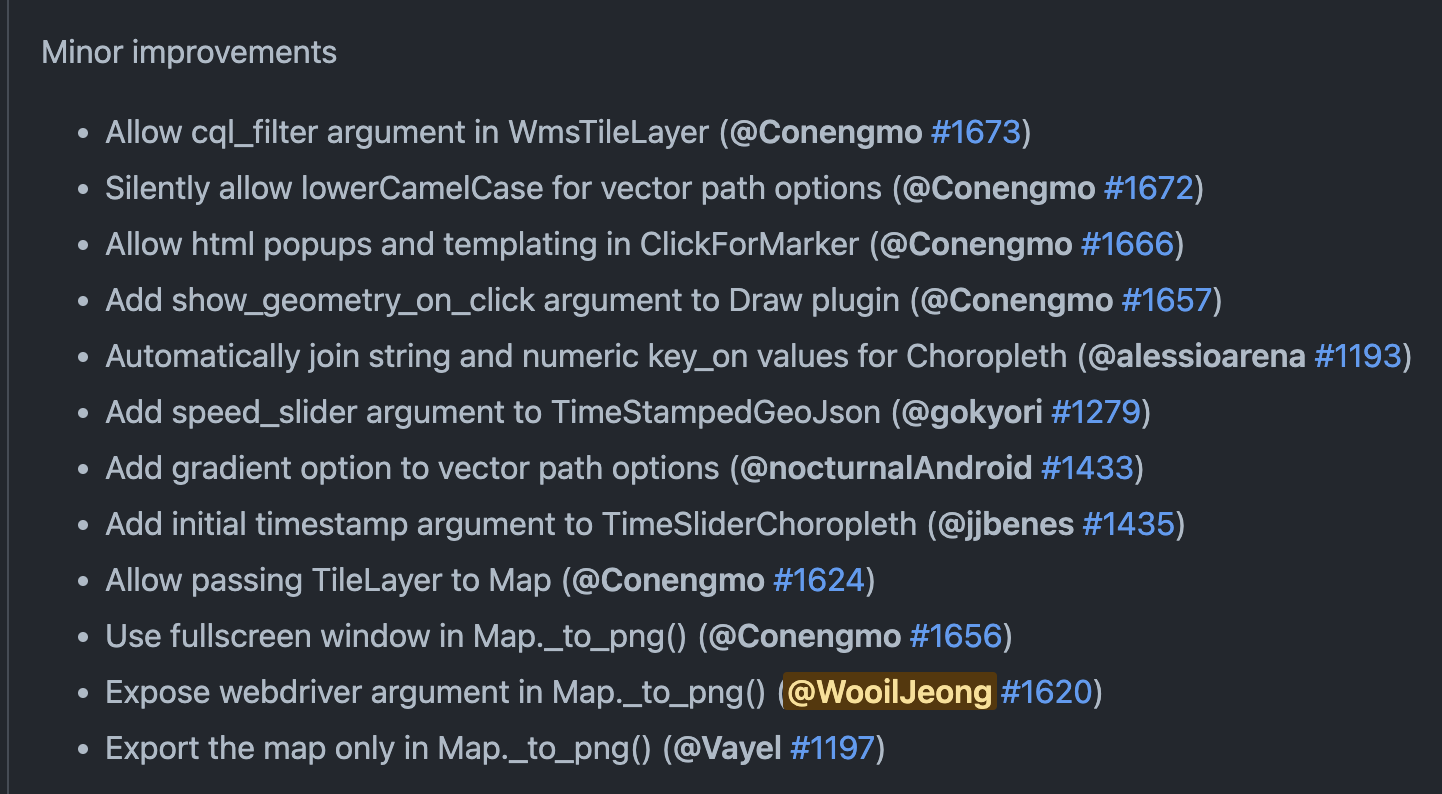 Minor improvements
• Allow cql_filter argument in WmsTileLayer (@Conengmo #1673)
• Silently allow lowerCamelCase for vector path options (@Conengmo #1672)
• Allow html popups and templating in ClickForMarker (@Conengmo #1666)
• Add show_geometry_on_click argument to Draw plugin (@Conengmo #1657)
• Automatically join string and numeric key_on values for Choropleth (@alessioarena #1193)
• Add speed_slider argument to TimeStampedGeoJson (@gokyori #1279)
• Add gradient option to vector path options (@nocturnalAndroid #1433)
• Add initial timestamp argument to TimeSliderChoropleth (@jjbenes #1435)
• Allow passing TileLayer to Map (@Conengmo #1624)
• Use fullscreen window in Map._to_png() (@Conengmo #1656)
• Expose webdriver argument in Map._to_png() (@WooilJeong #1620)
• Export the map only in Map._to_png() (@Vayel #1197)